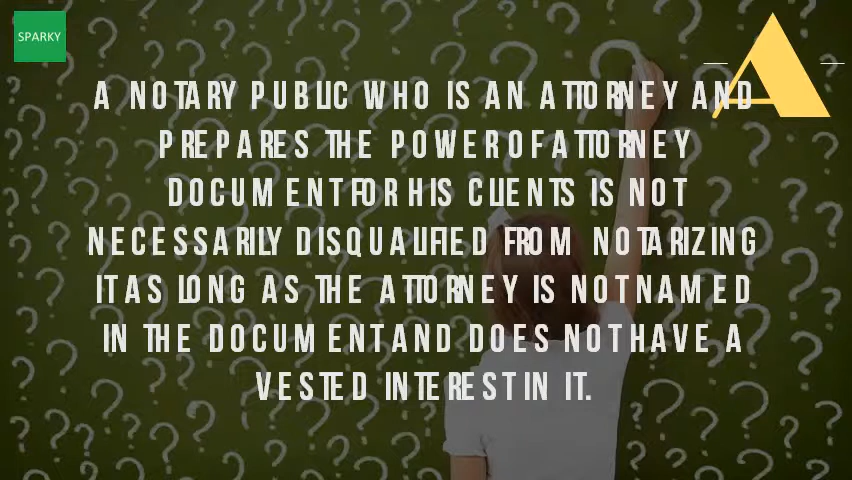 SPARKY
A
A NOTARY PUBLIC WHO IS AN ATTORNEY AND
PREPARES THE POWER OF ATTORNEY
DOCUMENT FOR HIS CLIENTS IS NOT
NECESSARILY DISQUALIFIED FROM NOTARIZING
IT AS LONG AS THE ATTORNEY IS NOT NAMED
IN THE DOCUMENT AND DOES NOT HAVE A
VESTED INTEREST IN IT.